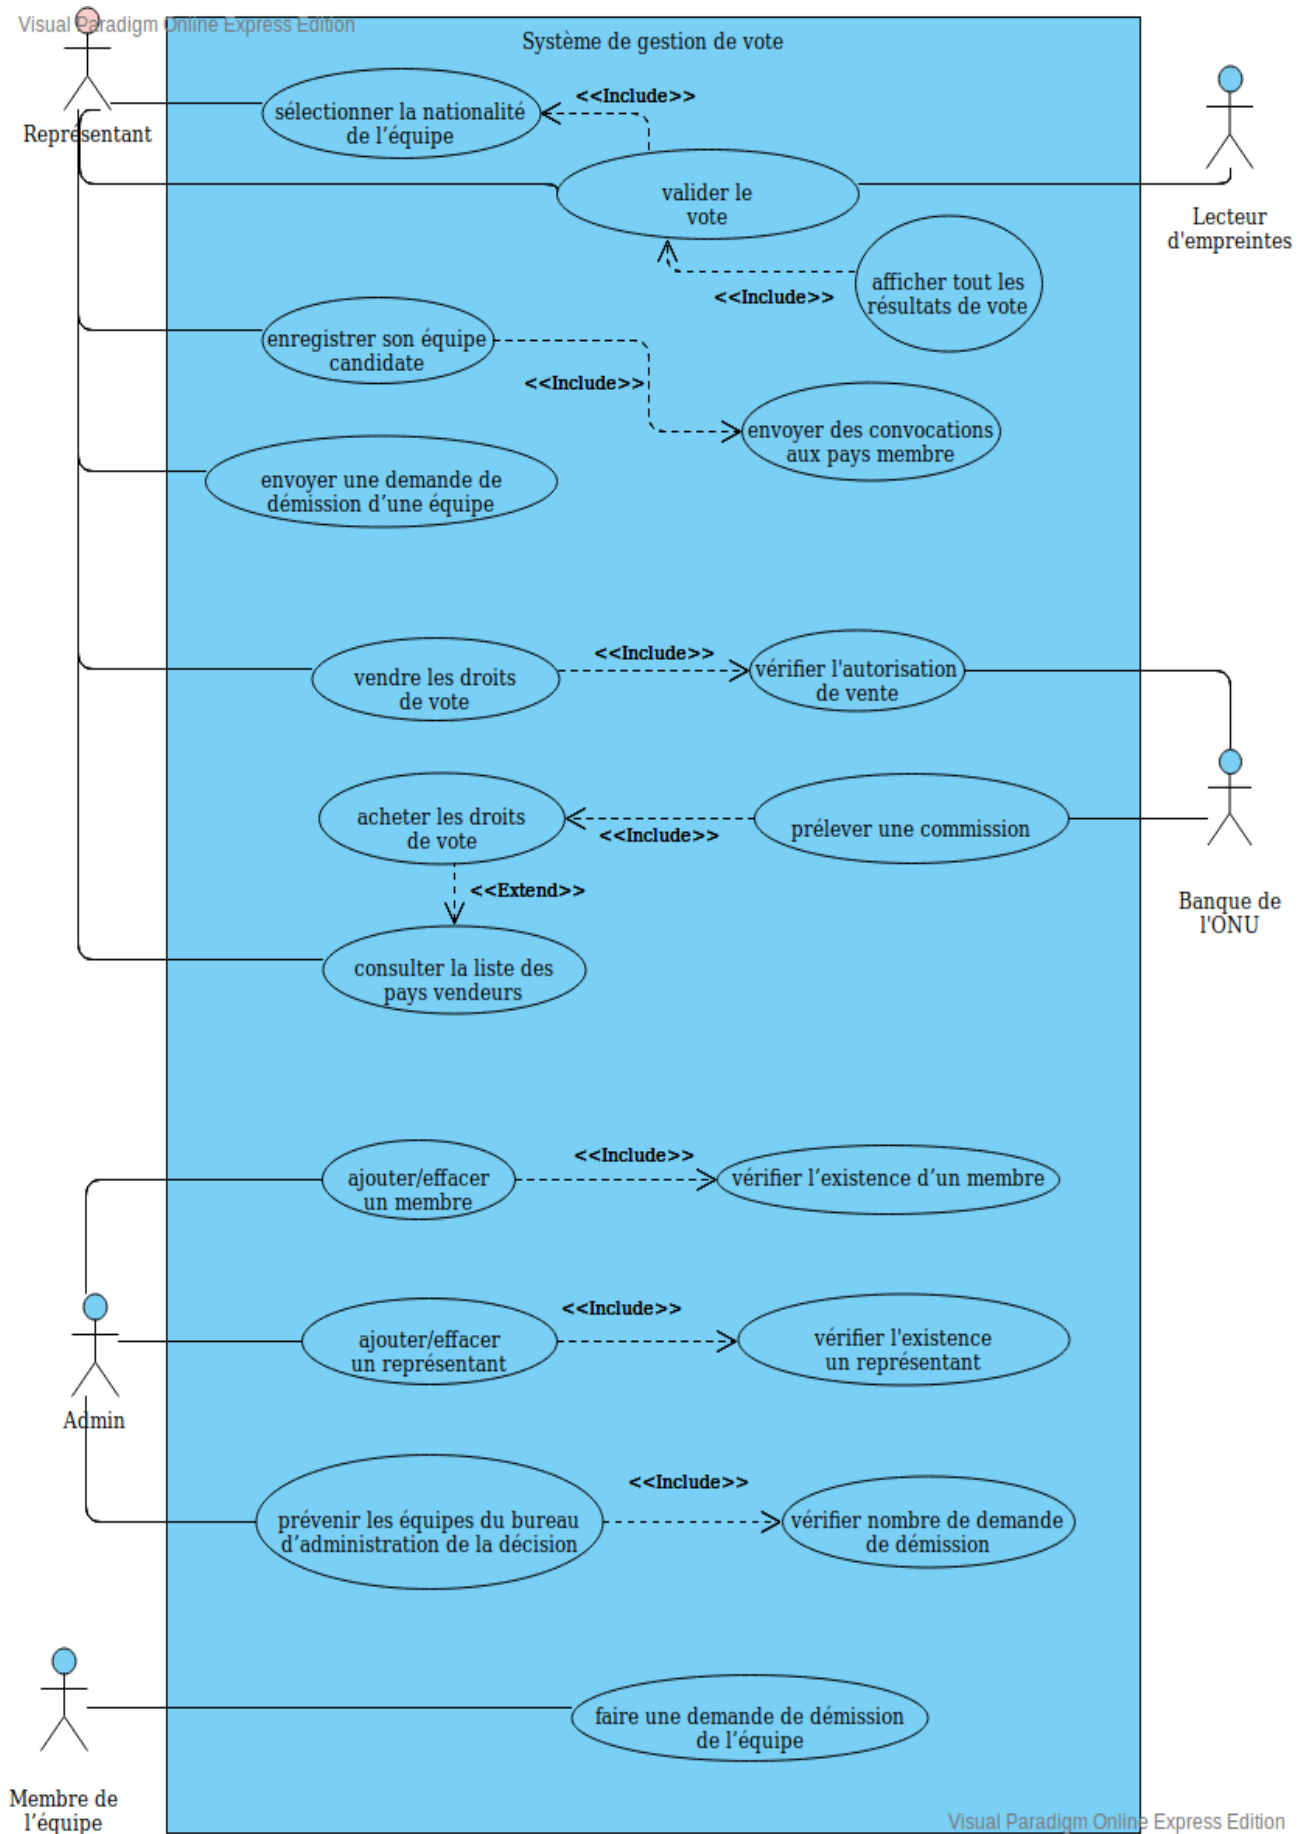 Visual Paradigm Online Express Edition
Système de gestion de vote
Représentant
sélectionner la nationalité
de l’équipe
<<Include>>
valider le
vote
Lecteur
d'empreintes
afficher tout les
résultats de vote
<<Include>>
enregistrer son équipe
candidate
<<Include>>
envoyer des convocations
aux pays membre
envoyer une demande de
démission d’une équipe
vendre les droits
de vote
<<Include>>
vérifier l'autorisation
de vente
acheter les droits
de vote
<<Include>>
prélever une commission
Banque de
l'ONU
<<Extend>>
consulter la liste des
pays vendeurs
ajouter/effacer
un membre
<<Include>>
vérifier l’existence d’un membre
Admin
ajouter/effacer
un représentant
<<Include>>
vérifier l'existence
un représentant
prévenir les équipes du bureau
d’administration de la décision
<<Include>>
vérifier nombre de demande
de démission
Membre de
l’équipe
faire une demande de démission
de l’équipe
Visual Paradigm Online Express Edition